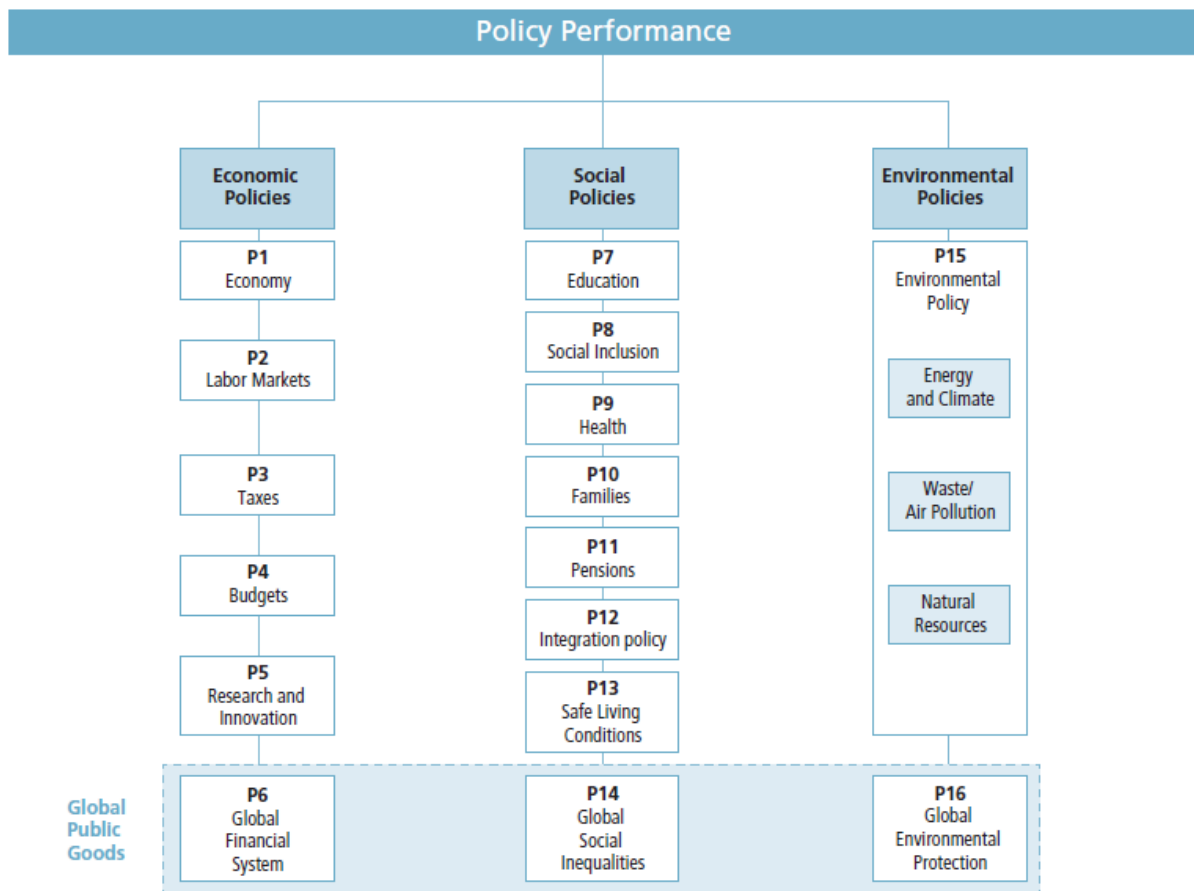 Policy Performance
Economic
Policies
P1
Economy
P2
Labor Markets
P3
Taxes
P4
Budgets
P5
Research and
Innovation
Social
Policies
P7
Education
P8
Social Inclusion
P9
Health
P10
Families
P11
Pensions
P12
Integration policy
P13
Safe Living
Conditions
Environmental
Policies
P15
Environmental
Policy
Energy
and Climate
Waste/
Air Pollution
Natural
Resources
Global
Public
Goods
P6
Global
Financial
System
P14
Global
Social
Inequalities
P16
Global
Environmental
Protection